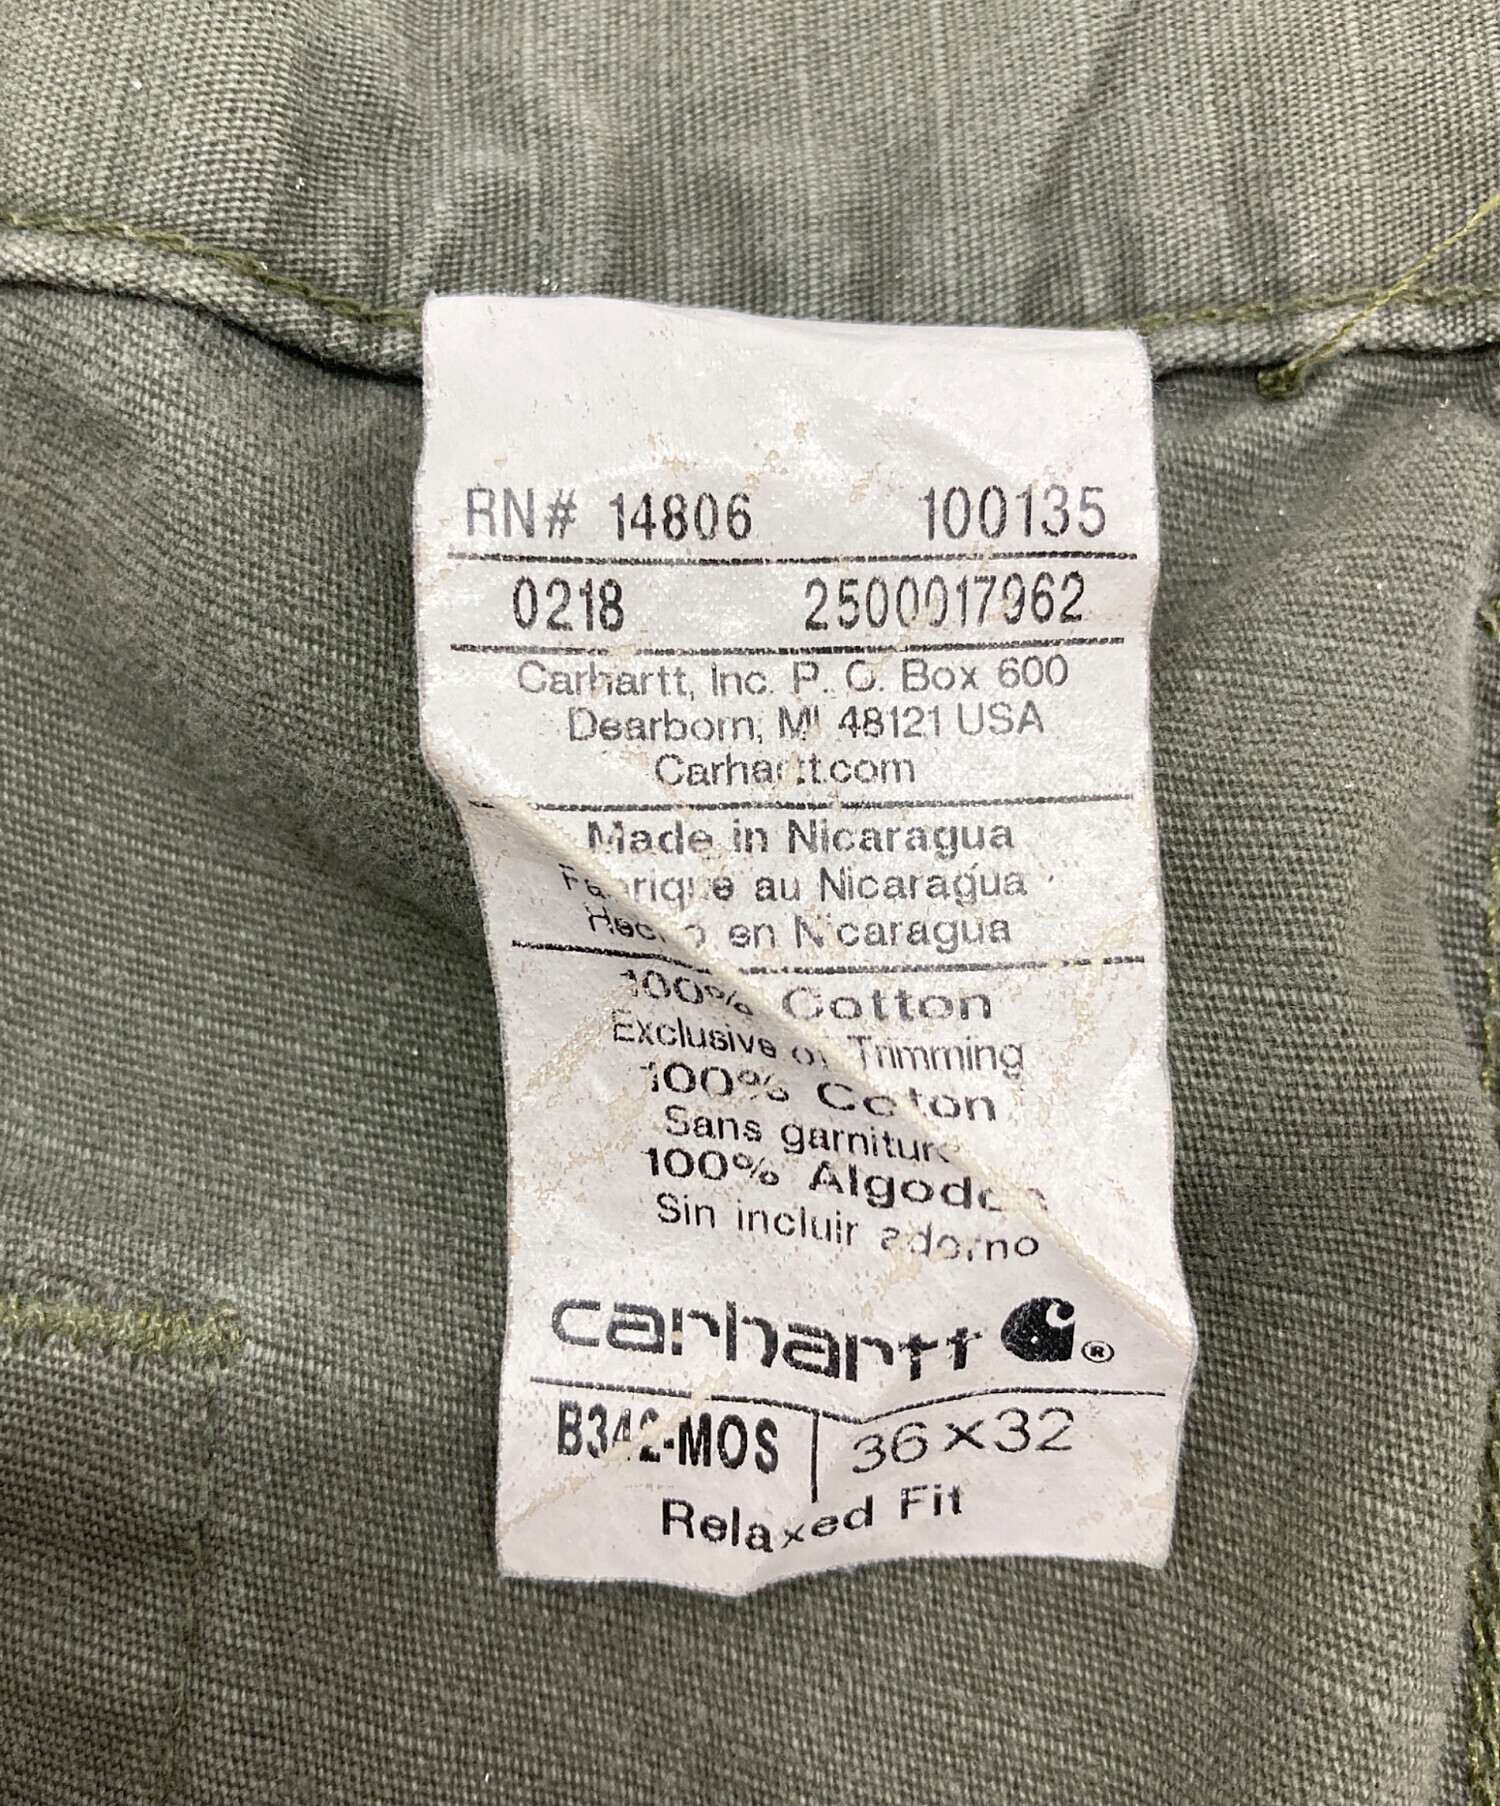 RN# 14806 100135
0218 2500017962
Carhartt, Inc. P. O. Box 600
Dearborn, MI 48121 USA
Carhartt.com
Made in Nicaragua
Fabrique au Nicaragua
Hecho en Nicaragua
100% Cotton
Exclusive of Trimming
100% Coton
Sans garniture
100% Algodon
Sin incluir adorno
carhartt ®
B342-MOS 36×32
Relaxed Fit